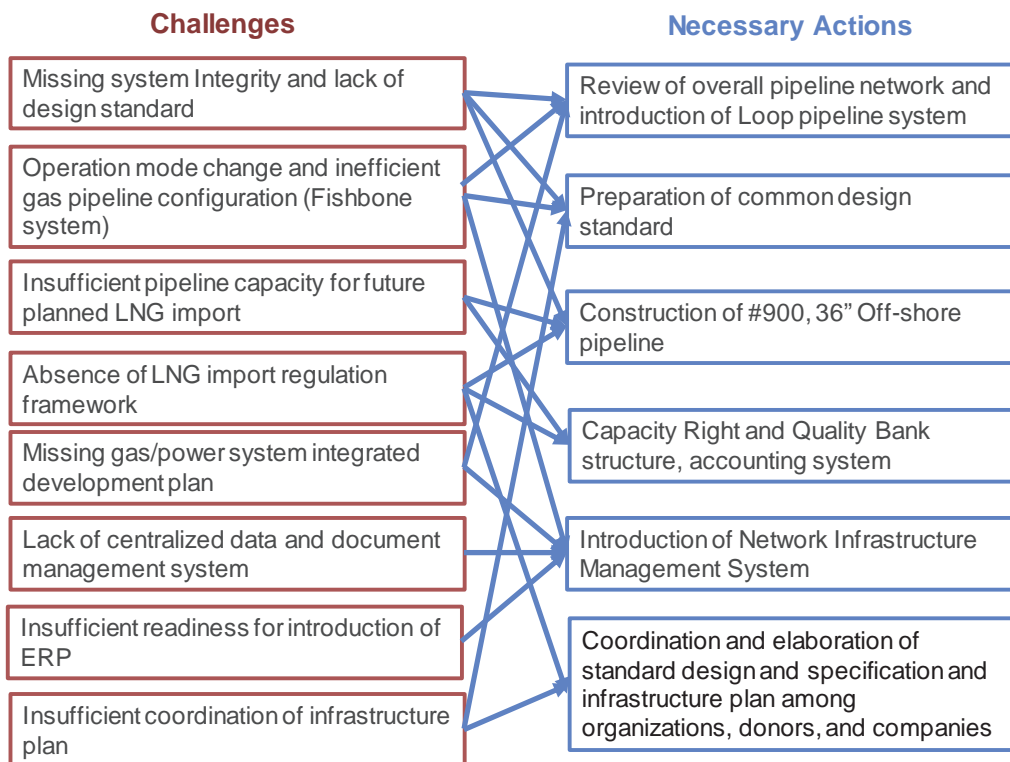 Challenges
Missing system Integrity and lack of
design standard
Operation mode change and inefficient
gas pipeline configuration (Fishbone
system)
Insufficient pipeline capacity for future
planned LNG import
Absence of LNG import regulation
framework
Missing gas/power system integrated
development plan
Lack of centralized data and document
management system
Insufficient readiness for introduction of
ERP
Insufficient coordination of infrastructure
plan
Necessary Actions
Review of overall pipeline network and
introduction of Loop pipeline system
Preparation of common design
standard
Construction of #900, 36” Off-shore
pipeline
Capacity Right and Quality Bank
structure, accounting system
Introduction of Network Infrastructure
Management System
Coordination and elaboration of
standard design and specification and
infrastructure plan among
organizations, donors, and companies